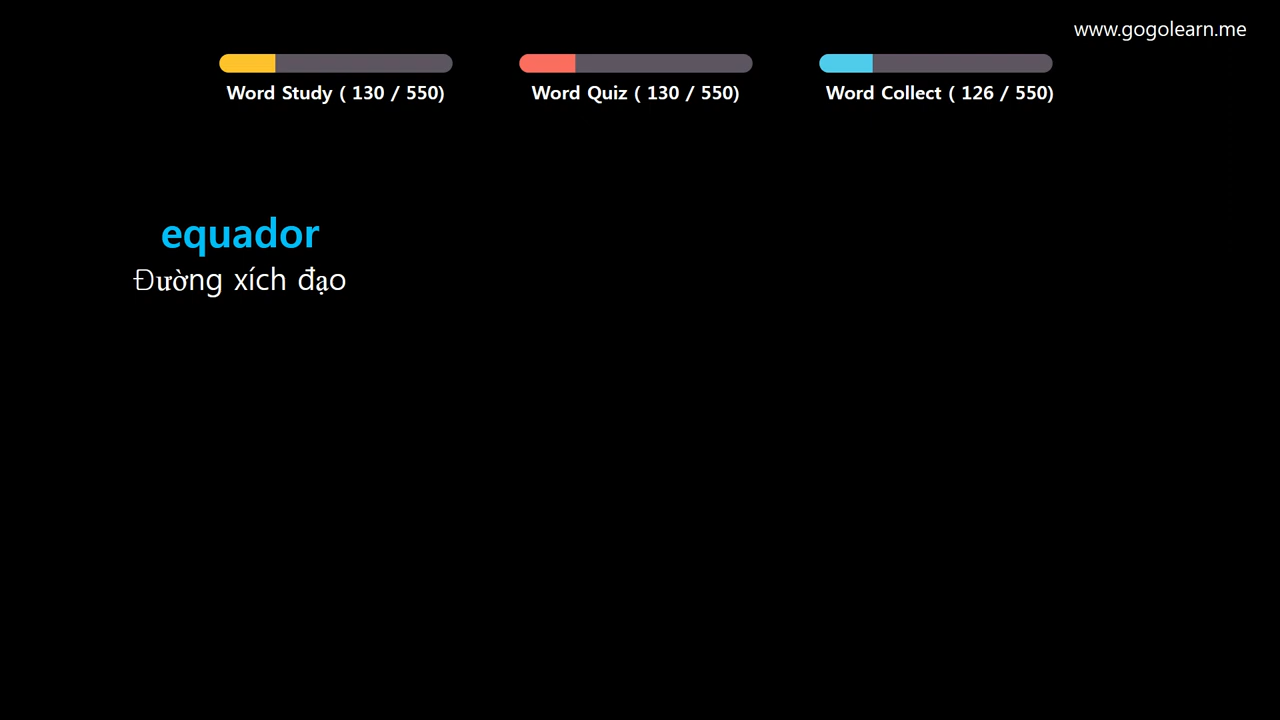 www.gogolearn.me
Word Study ( 130 / 550)
Word Quiz ( 130 / 550)
Word Collect ( 126 / 550)
equador
Đường xích đạo